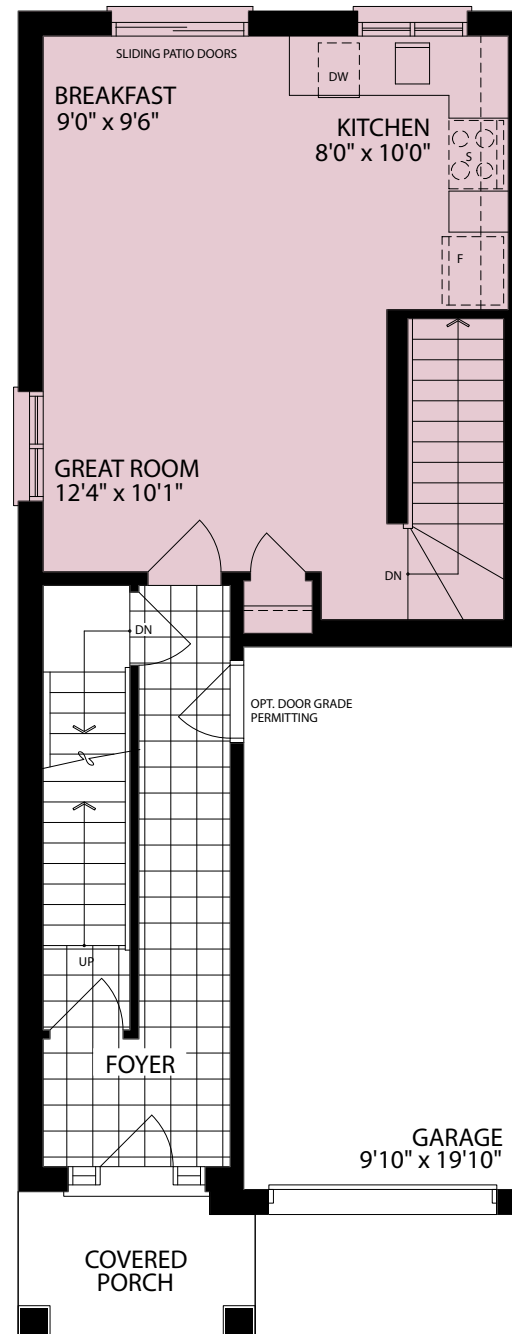 SLIDING PATIO DOORS
DW
BREAKFAST
9'0" x 9'6"
KITCHEN
8'0" x 10'0"
S
F
GREAT ROOM
12'4" x 10'1"
DN
DN
OPT. DOOR GRADE
PERMITTING
UP
FOYER
GARAGE
9'10" x 19'10"
COVERED
PORCH